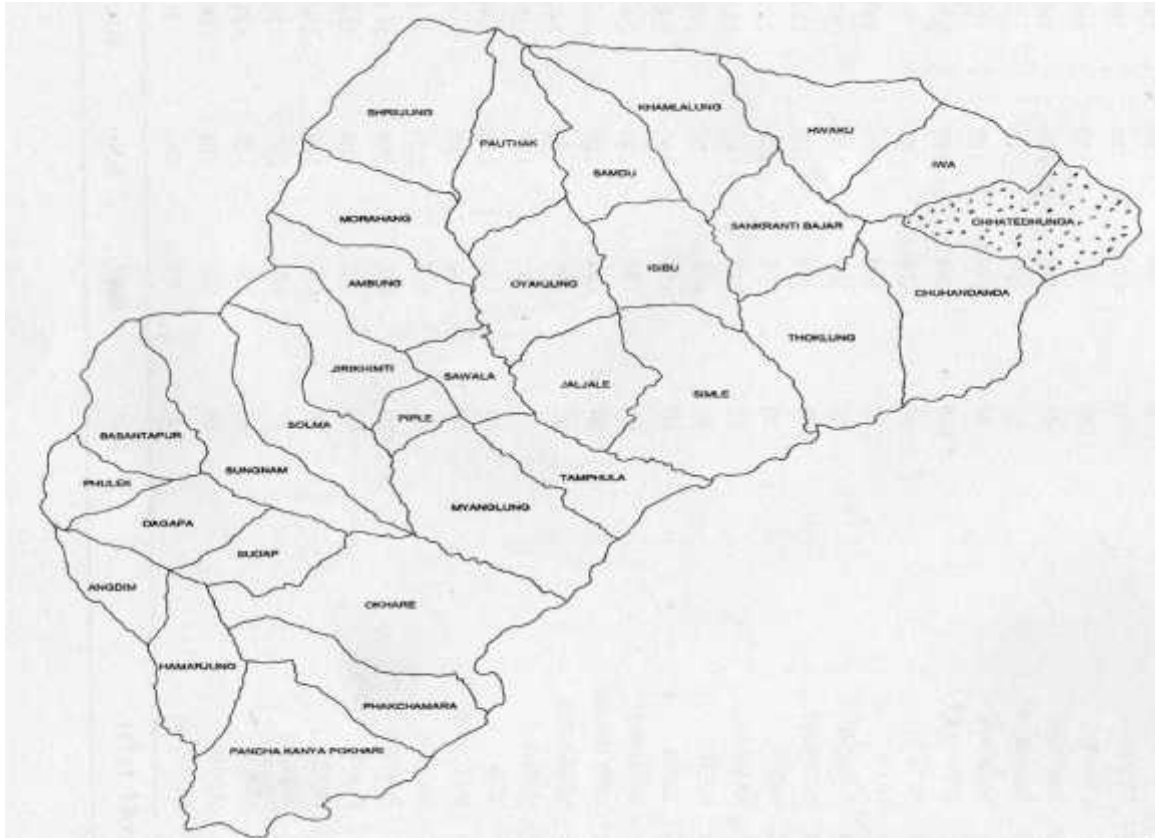 SHRIJUNG
PAUTHAK
KHAMLALUNG
HWAKU
IWA
SAMDU
MORAHANG
SANKRANTI BAJAR
CHHATEDHUNGA
ISIBU
AMBUNG
OYAKJUNG
CHUHANDANDA
THOKLUNG
JIRIKHIMTI
SAWALA
JALJALE
SIMLE
PIPLE
SOLMA
BASANTAPUR
SUNGNAM
TAMPHULA
PHULEK
MYANGLUNG
DAGAPA
SUDAP
ANGDIM
OKHARE
HAMARJUNG
PHAKCHAMARA
PANCHA KANYA POKHARI